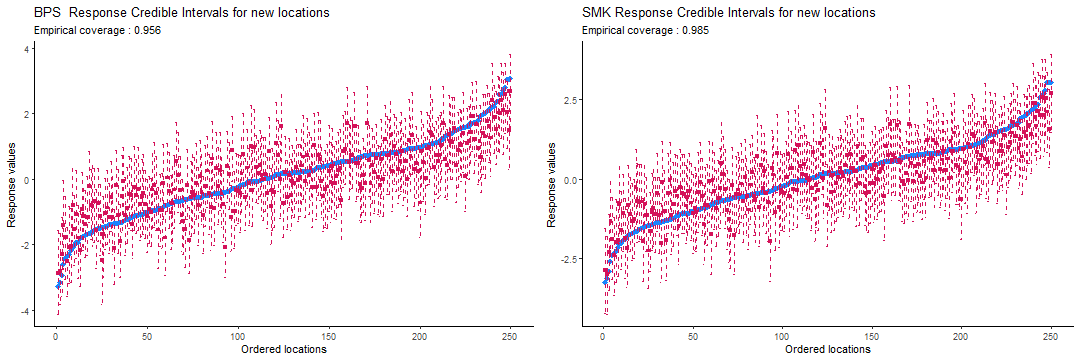 BPS  Response Credible Intervals for new locations
Empirical coverage : 0.956
Response values
4
2
0
-2
-4
0
50
100
150
200
250
Ordered locations
SMK Response Credible Intervals for new locations
Empirical coverage : 0.985
Response values
2.5
0.0
-2.5
0
50
100
150
200
250
Ordered locations